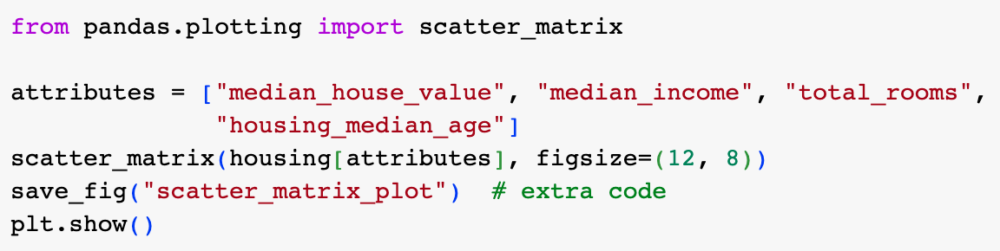 from pandas.plotting import scatter_matrix
attributes = ["median_house_value", "median_income", "total_rooms",
"housing_median_age"]
scatter_matrix(housing[attributes], figsize=(12, 8))
save_fig("scatter_matrix_plot")  # extra code
plt.show()